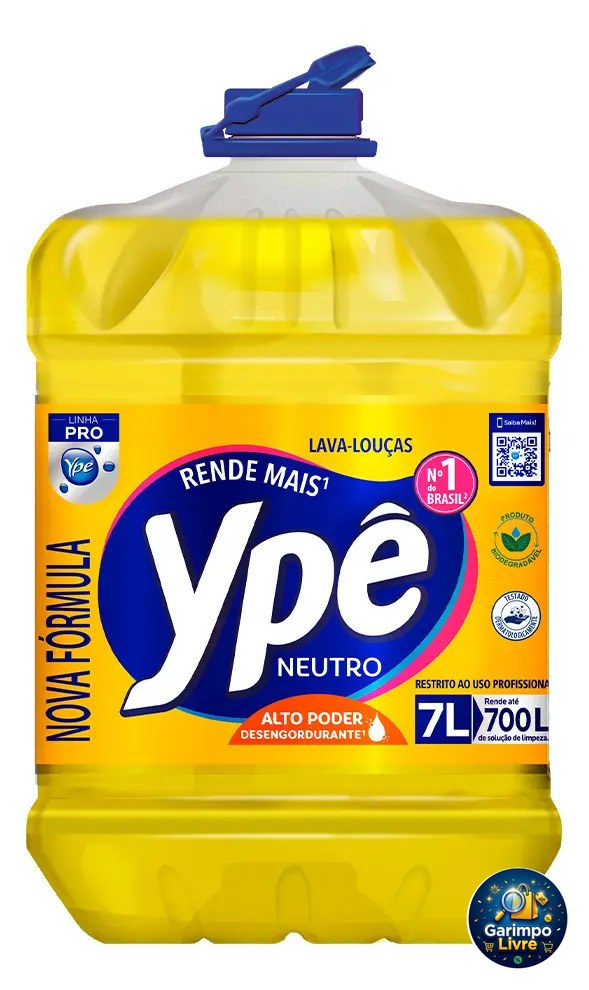 LINHA
PRO
Ypê
LAVA-LOUÇAS
Saiba Mais!
RENDE MAIS¹
Nº1
do
BRASIL²
Ypê
NEUTRO
NOVA FÓRMULA
PRODUTO
BIODEGRADÁVEL
TESTADO
DERMATOLOGICAMENTE
RESTRITO AO USO PROFISSIONA
ALTO PODER
DESENGORDURANTE¹
7L
Rende até
700L
de solução de limpeza.
Garimpo
Livre